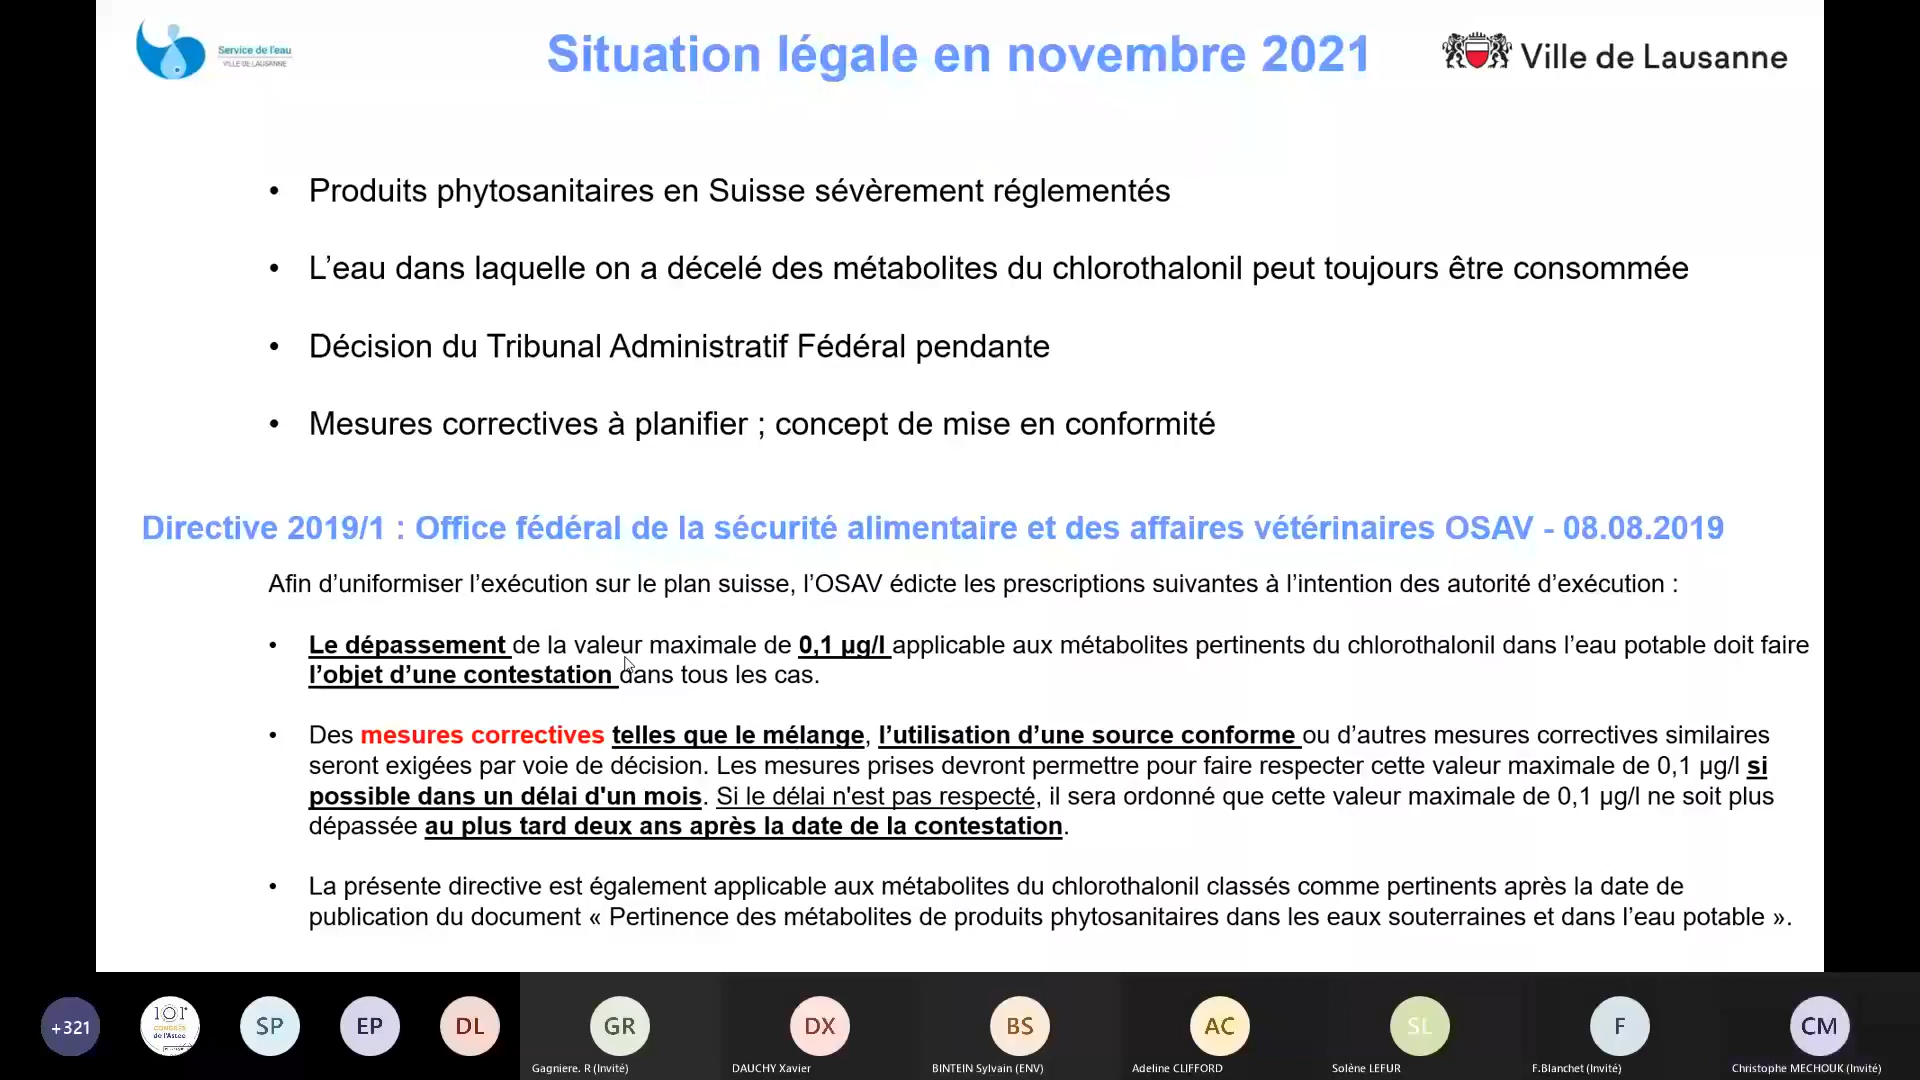 Service de l'eau
VILLE DE LAUSANNE
Situation légale en novembre 2021
Ville de Lausanne
• Produits phytosanitaires en Suisse sévèrement réglementés
• L’eau dans laquelle on a décelé des métabolites du chlorothalonil peut toujours être consommée
• Décision du Tribunal Administratif Fédéral pendante
• Mesures correctives à planifier ; concept de mise en conformité
Directive 2019/1 : Office fédéral de la sécurité alimentaire et des affaires vétérinaires OSAV - 08.08.2019
Afin d’uniformiser l’exécution sur le plan suisse, l’OSAV édicte les prescriptions suivantes à l’intention des autorité d’exécution :
• Le dépassement de la valeur maximale de 0,1 µg/l applicable aux métabolites pertinents du chlorothalonil dans l’eau potable doit faire
l’objet d’une contestation dans tous les cas.
• Des mesures correctives telles que le mélange, l’utilisation d’une source conforme ou d’autres mesures correctives similaires
seront exigées par voie de décision. Les mesures prises devront permettre pour faire respecter cette valeur maximale de 0,1 µg/l si
possible dans un délai d'un mois. Si le délai n'est pas respecté, il sera ordonné que cette valeur maximale de 0,1 µg/l ne soit plus
dépassée au plus tard deux ans après la date de la contestation.
• La présente directive est également applicable aux métabolites du chlorothalonil classés comme pertinents après la date de
publication du document « Pertinence des métabolites de produits phytosanitaires dans les eaux souterraines et dans l’eau potable ».
+321
101e
CONGRÈS
de l'Astee
SP
EP
DL
GR
DX
BS
AC
SL
F
CM
Gagniere. R (Invité)
DAUCHY Xavier
BINTEIN Sylvain (ENV)
Adeline CLIFFORD
Solène LEFUR
F.Blanchet (Invité)
Christophe MECHOUK (Invité)